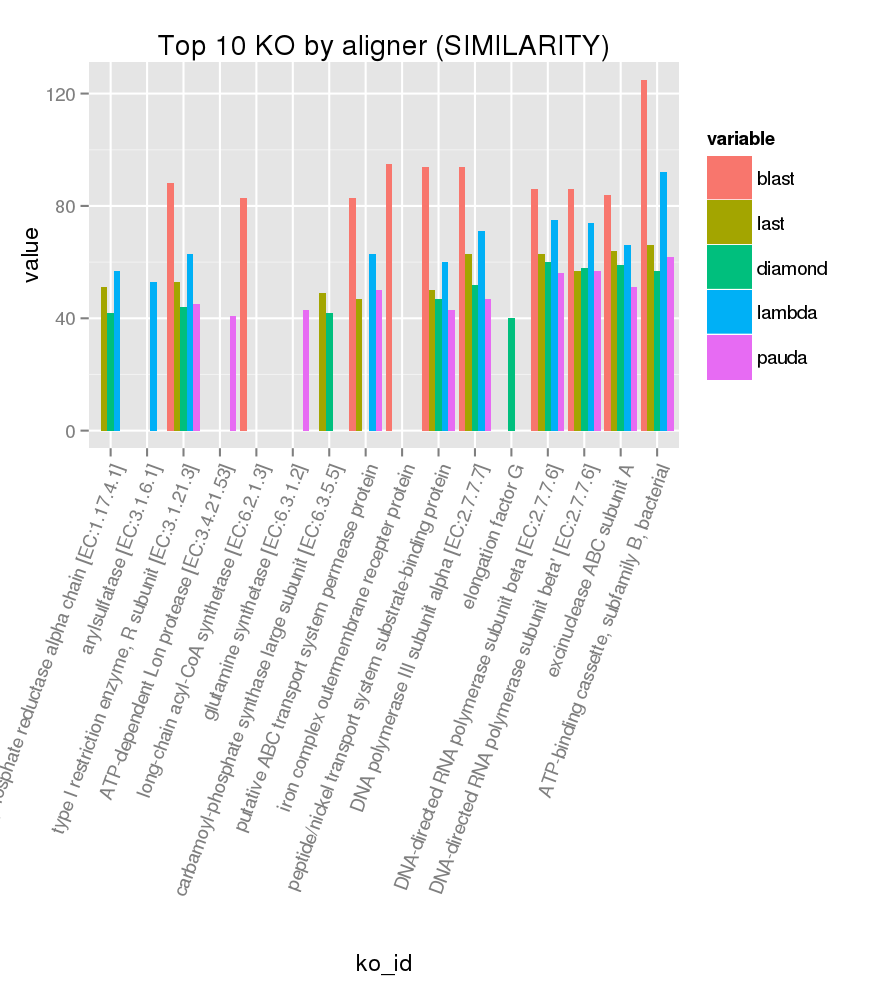 Top 10 KO by aligner (SIMILARITY)
value
120
80
40
0
variable
blast
last
diamond
lambda
pauda
reductase alpha chain [EC:1.17.4.1]
arylsulfatase [EC:3.1.6.1]
type I restriction enzyme, R subunit [EC:3.1.21.3]
ATP-dependent Lon protease [EC:3.4.21.53]
long-chain acyl-CoA synthetase [EC:6.2.1.3]
glutamine synthetase [EC:6.3.1.2]
carbamoyl-phosphate synthase large subunit [EC:6.3.5.5]
putative ABC transport system permease protein
iron complex outermembrane recepter protein
peptide/nickel transport system substrate-binding protein
DNA polymerase III subunit alpha [EC:2.7.7.7]
elongation factor G
DNA-directed RNA polymerase subunit beta [EC:2.7.7.6]
DNA-directed RNA polymerase subunit beta' [EC:2.7.7.6]
excinuclease ABC subunit A
ATP-binding cassette, subfamily B, bacterial
ko_id